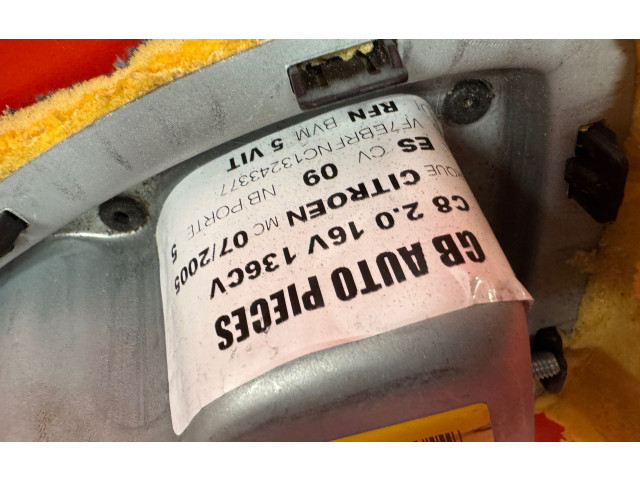 GB AUTO PIECES
C8 2.0 16V 136CV
CITROEN MC 07/2005
ES CV 09 NB PORTE 5
VF7EBRFNC13243377
RFN BVM 5 VIT